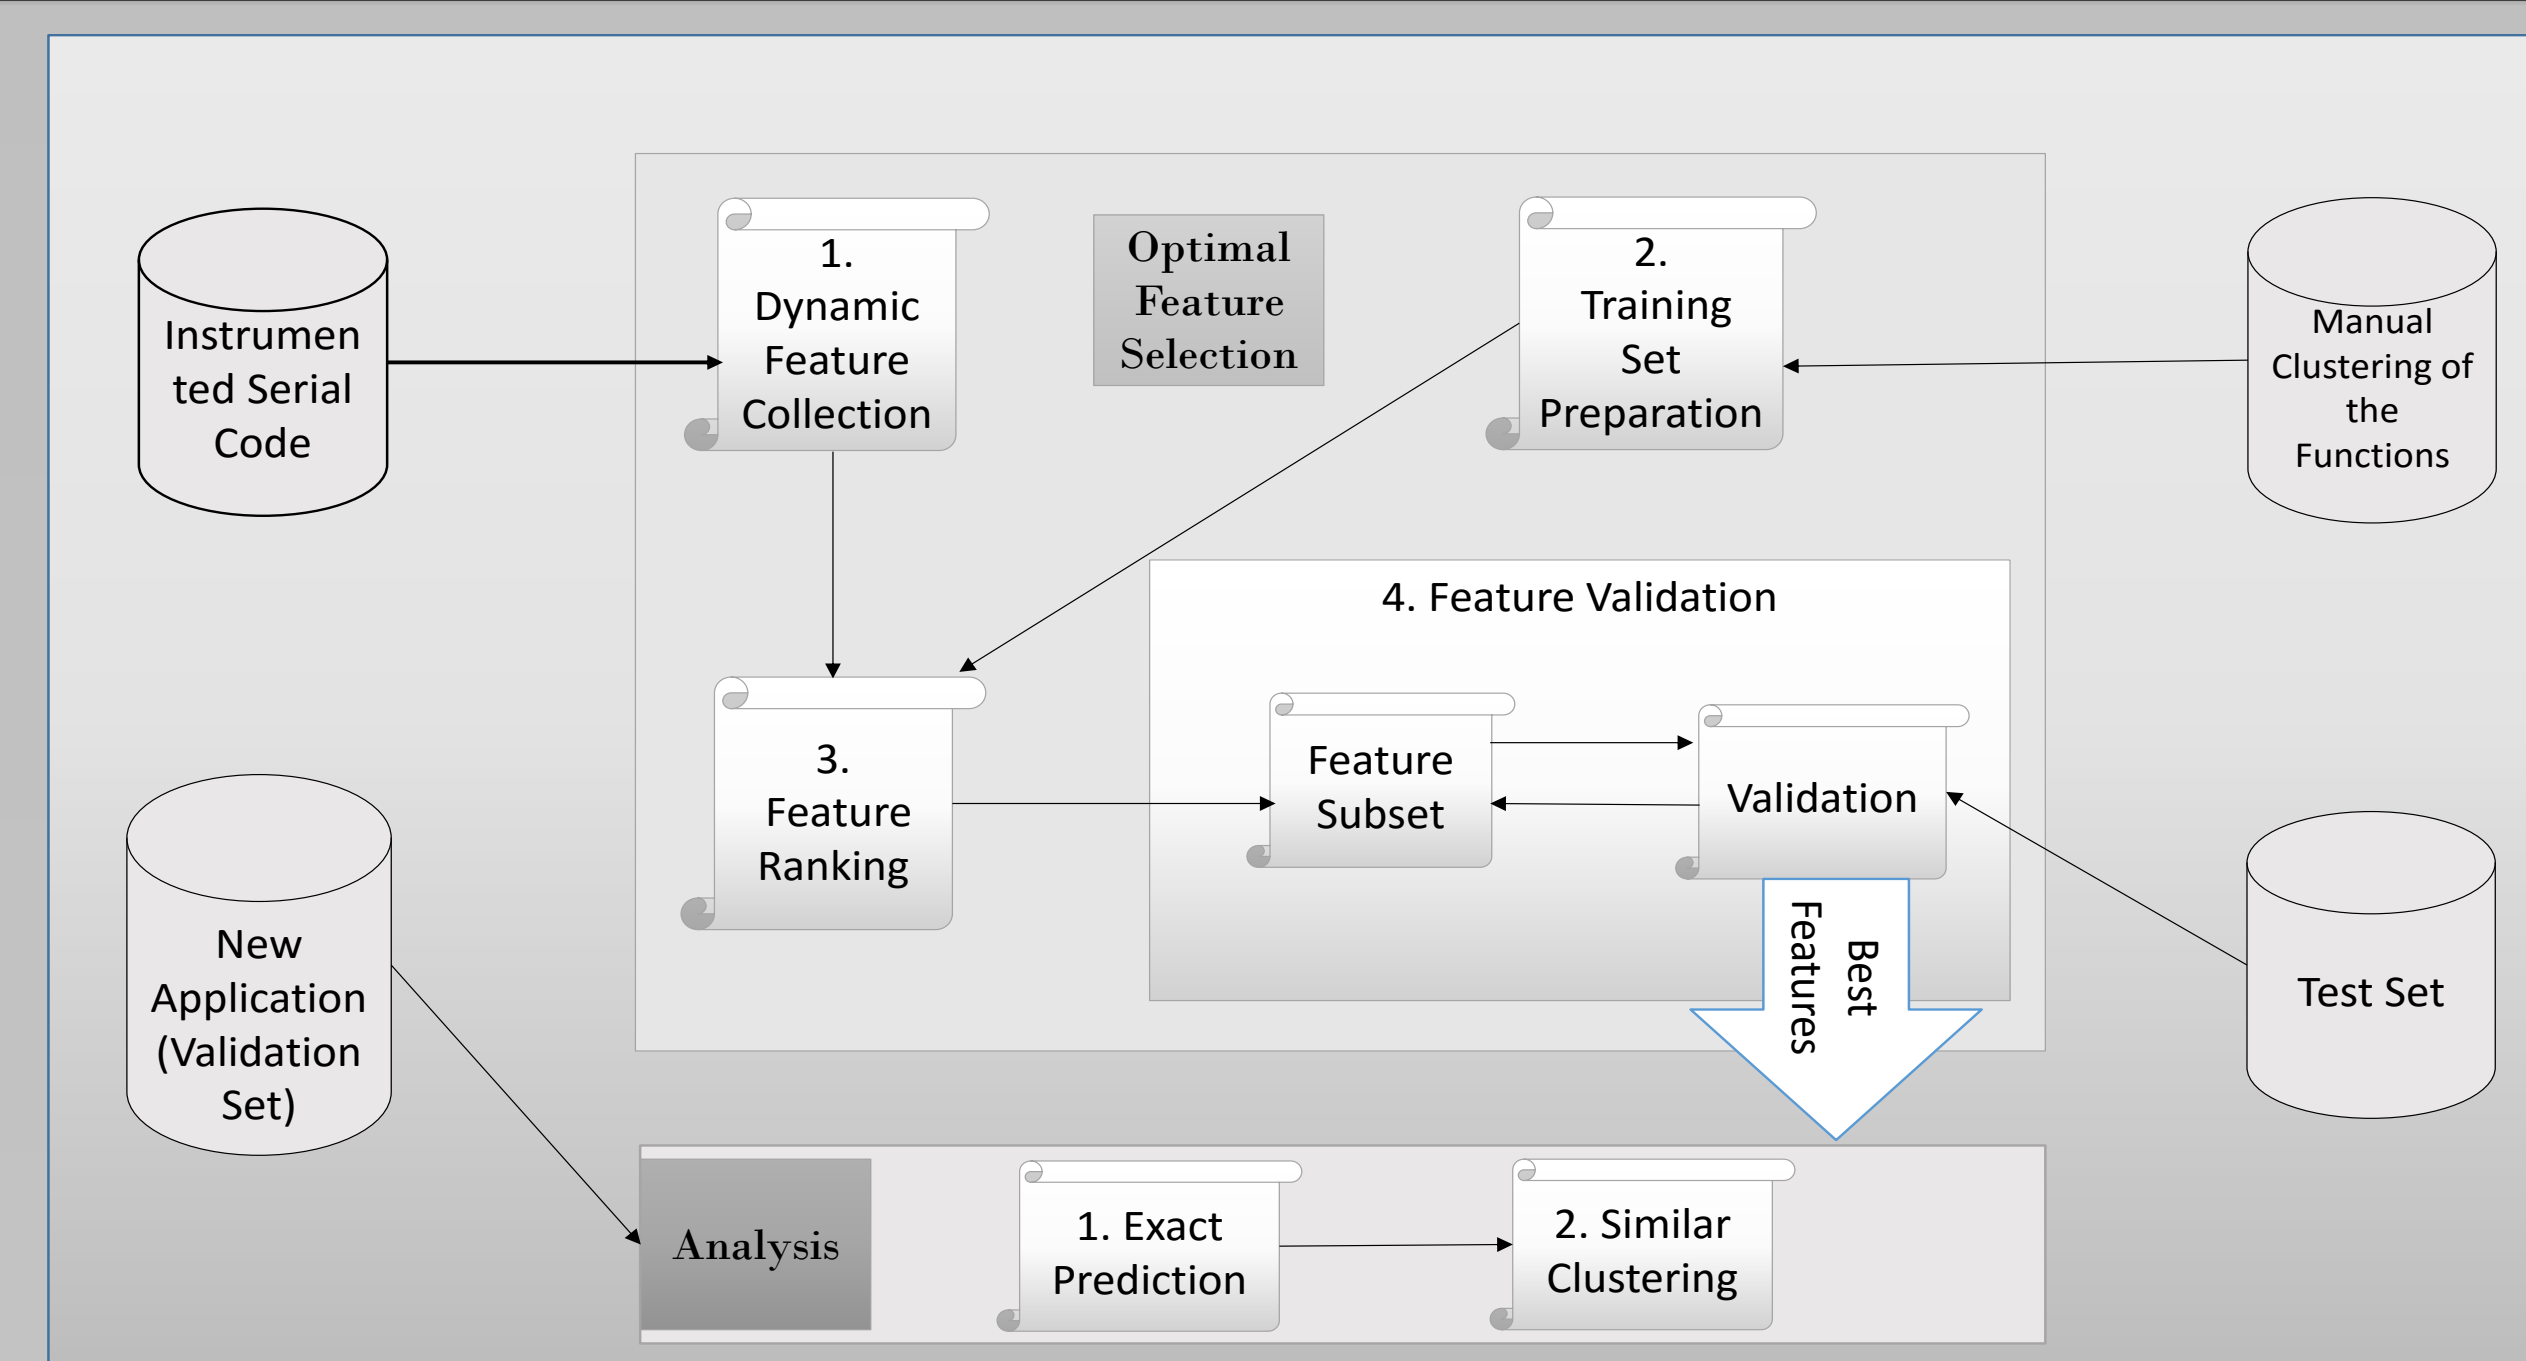 Instrumen
ted Serial
Code
1.
Dynamic
Feature
Collection
Optimal
Feature
Selection
2.
Training
Set
Preparation
Manual
Clustering of
the
Functions
4. Feature Validation
3.
Feature
Ranking
Feature
Subset
Validation
Best
Features
New
Application
(Validation
Set)
Test Set
Analysis
1. Exact
Prediction
2. Similar
Clustering